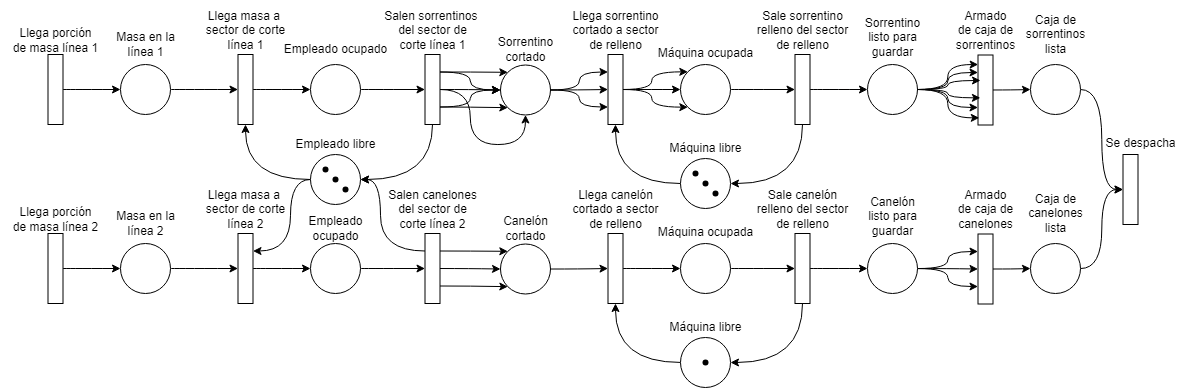 Llega porción
de masa línea 1
Masa en la
línea 1
Llega masa a
sector de corte
línea 1
Empleado ocupado
Salen sorrentinos
del sector de
corte línea 1
Sorrentino
cortado
Llega sorrentino
cortado a sector
de relleno
Máquina ocupada
Sale sorrentino
relleno del sector
de relleno
Sorrentino
listo para
guardar
Armado
de caja de
sorrentinos
Caja de
sorrentinos
lista
Empleado libre
Máquina libre
Se despacha
Llega porción
de masa línea 2
Masa en la
línea 2
Llega masa a
sector de corte
línea 2
Empleado
ocupado
Salen canelones
del sector de
corte línea 2
Canelón
cortado
Llega canelón
cortado a sector
de relleno
Máquina ocupada
Sale canelón
relleno del sector
de relleno
Canelón
listo para
guardar
Armado
de caja de
canelones
Caja de
canelones
lista
Máquina libre